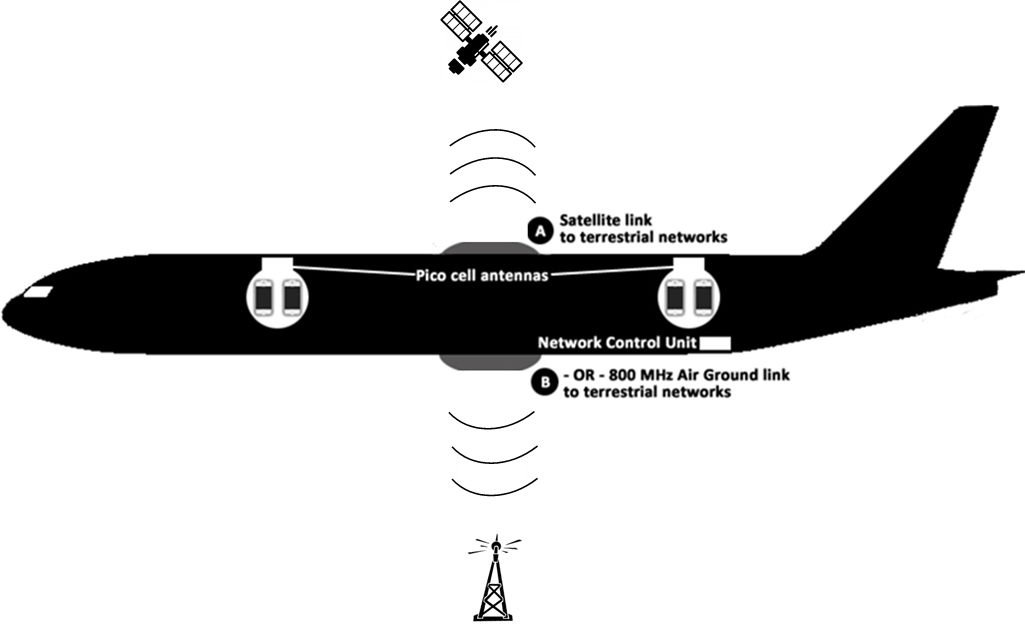 A
Satellite link
to terrestrial networks
Pico cell antennas
Network Control Unit
B
- OR - 800 MHz Air Ground link
to terrestrial networks